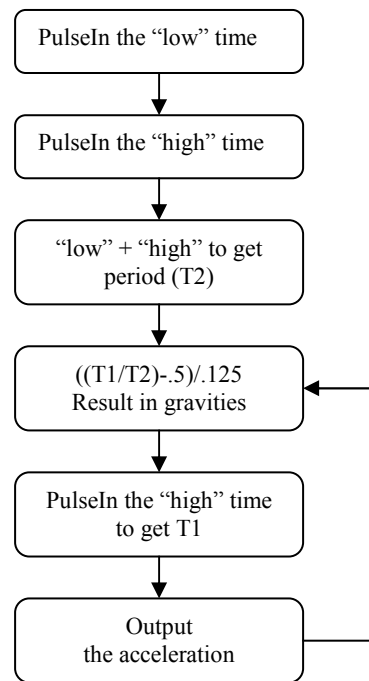 PulseIn the “low” time
PulseIn the “high” time
“low” + “high” to get
period (T2)
((T1/T2)-.5)/.125
Result in gravities
PulseIn the “high” time
to get T1
Output
the acceleration